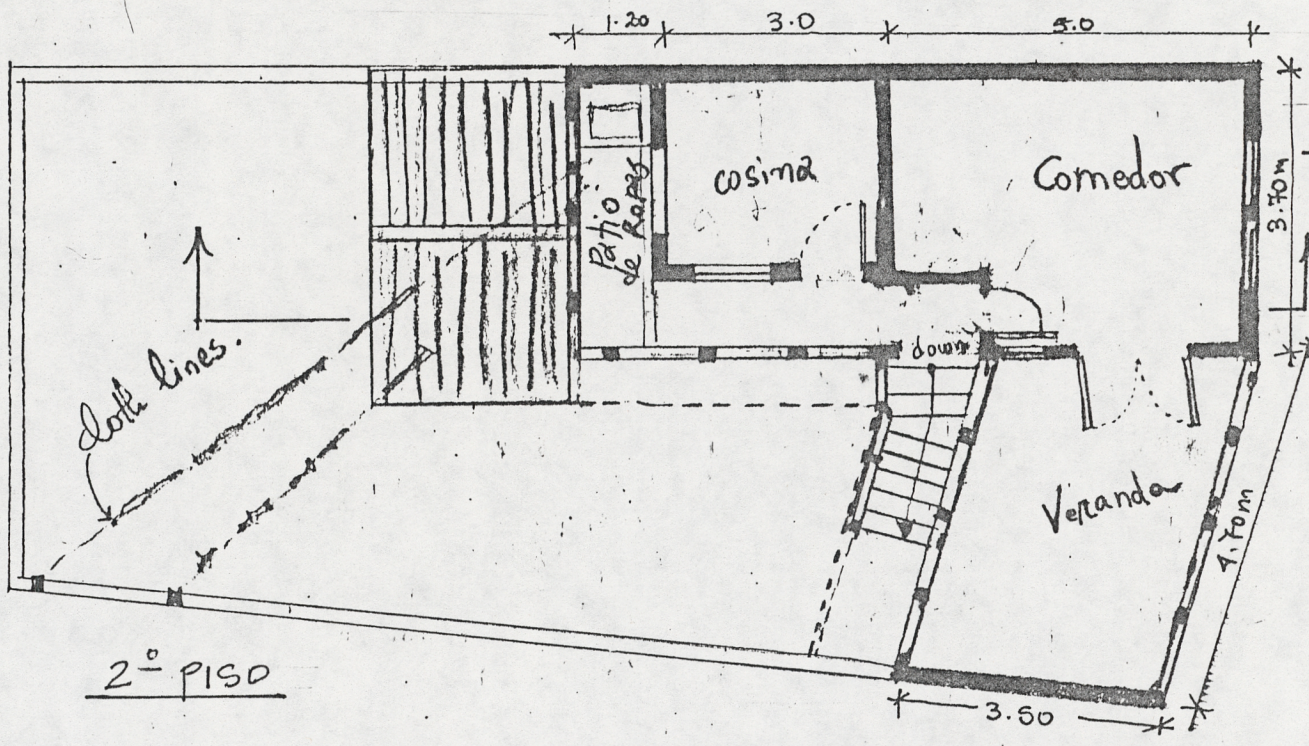 1.20
3.0
5.0
cosina
Comedor
3.70m
Patio
de Ropas
down
cloth lines.
Veranda
4.70m
2º PISO
3.50